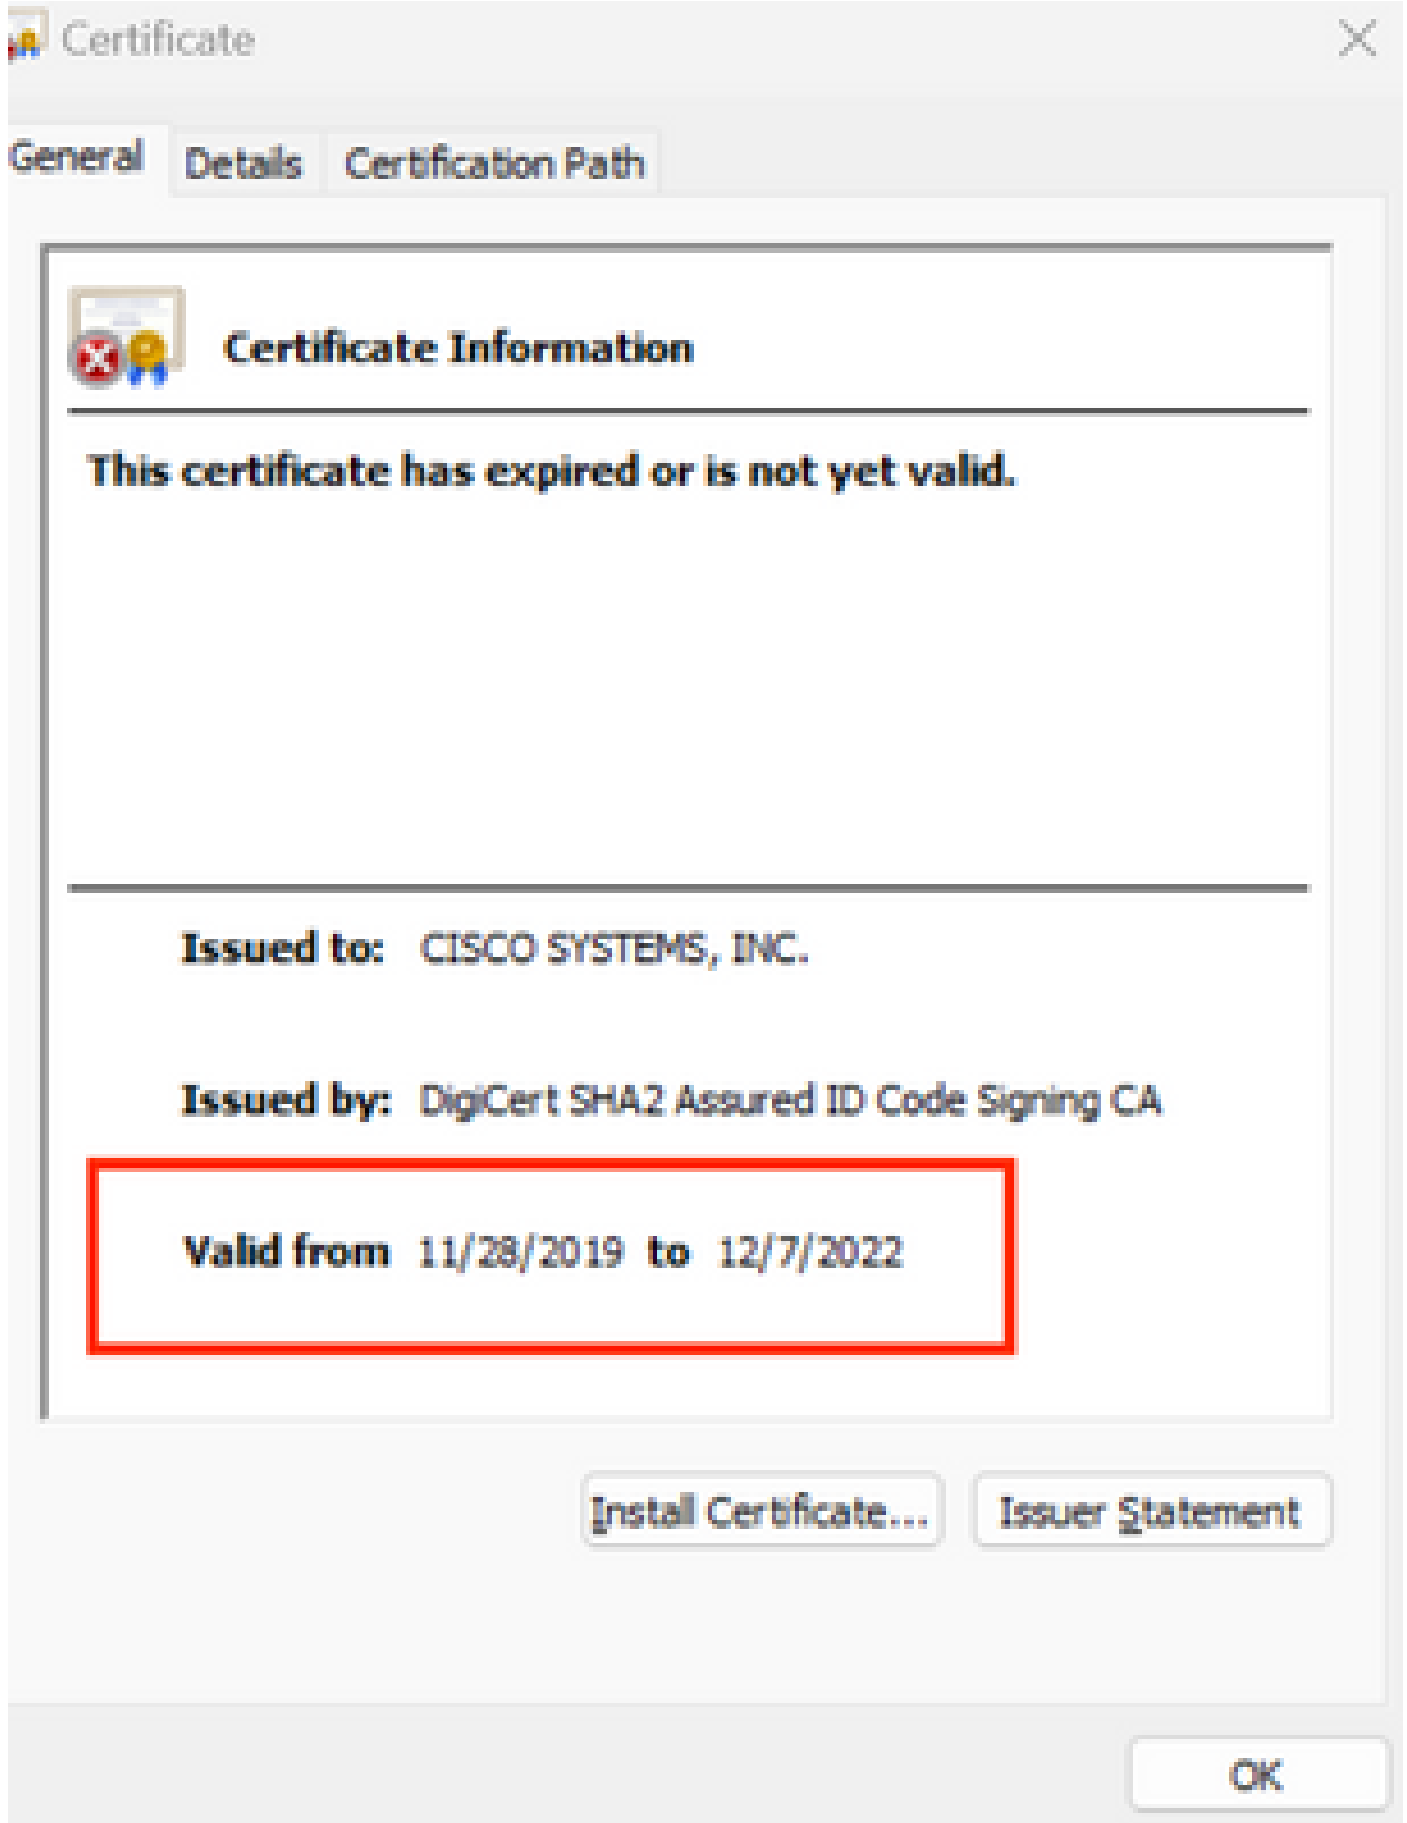 Certificate
General Details Certification Path
Certificate Information
This certificate has expired or is not yet valid.
Issued to: CISCO SYSTEMS, INC.
Issued by: DigiCert SHA2 Assured ID Code Signing CA
Valid from 11/28/2019 to 12/7/2022
Install Certificate... Issuer Statement
OK